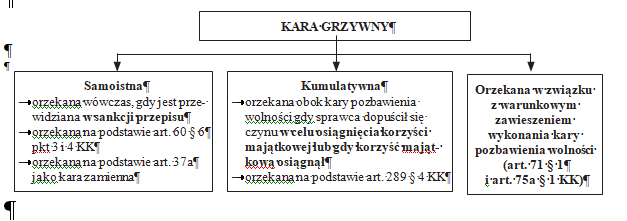 KARA GRZYWNY¶
Samoistna¶
orzekana wówczas, gdy jest prze-
widziana w sankcji przepisu¶
orzekana na podstawie art. 60 § 6¶
pkt 3 i 4 KK¶
orzekana na podstawie art. 37a¶
jako kara zamienna¶
Kumulatywna¶
orzekana obok kary pozbawienia
wolności gdy sprawca dopuścił się
czynu w celu osiągnięcia korzyści
majątkowej lub gdy korzyść mająt-
kową osiągnął¶
orzekana na podstawie art. 289 § 4 KK¶
Orzekana w związku
z warunkowym
zawieszeniem
wykonania kary
pozbawienia wolności
(art. 71 § 1¶
i art. 75a § 1 KK)¶